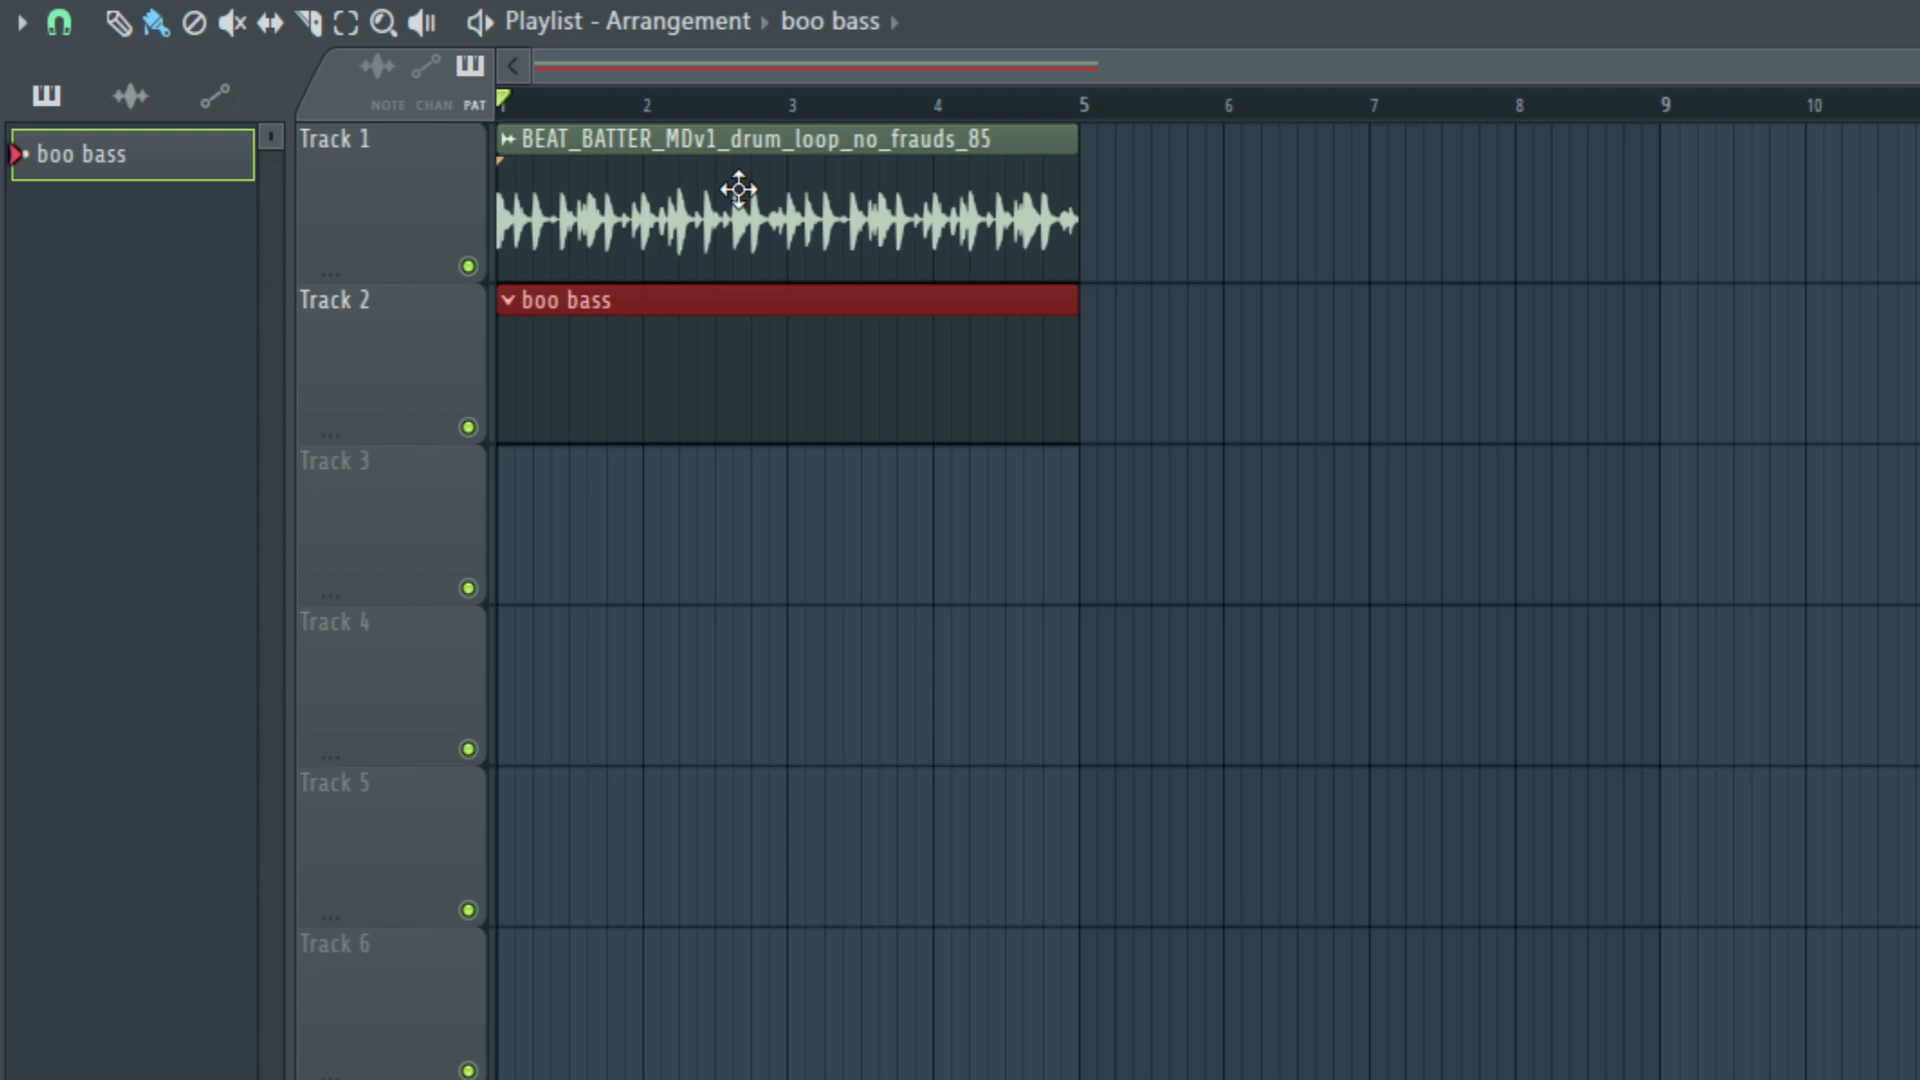 Playlist - Arrangement › boo bass ›
NOTE CHAN PAT
1 2 3 4 5 6 7 8 9 10
boo bass
Track 1
BEAT_BATTER_MDv1_drum_loop_no_frauds_85
Track 2
boo bass
Track 3
Track 4
Track 5
Track 6